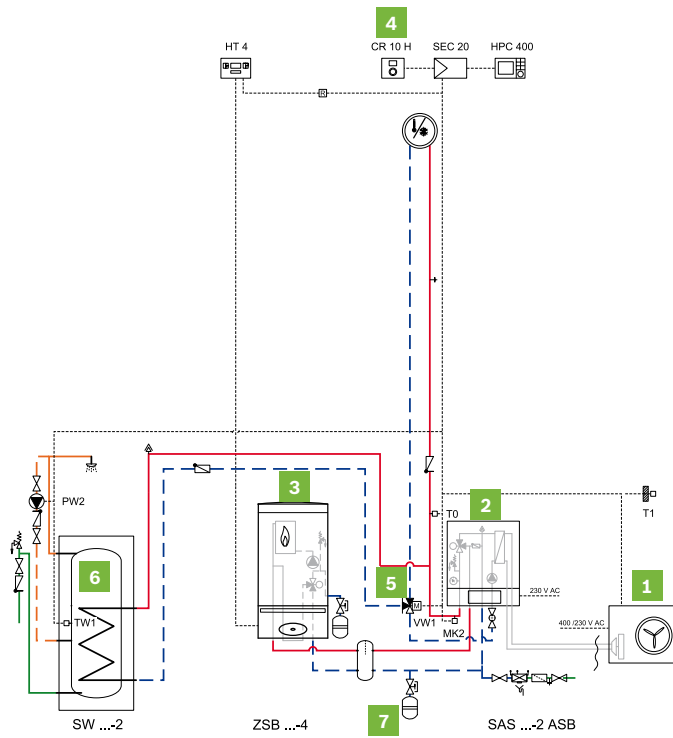 4
HT 4
CR 10 H
SEC 20
HPC 400
R
PW2
3
T0
2
T1
6
5
230 V AC
1
TW1
M
VW1
MK2
400 /230 V AC
7
SW ...-2
ZSB ...-4
SAS ...-2 ASB